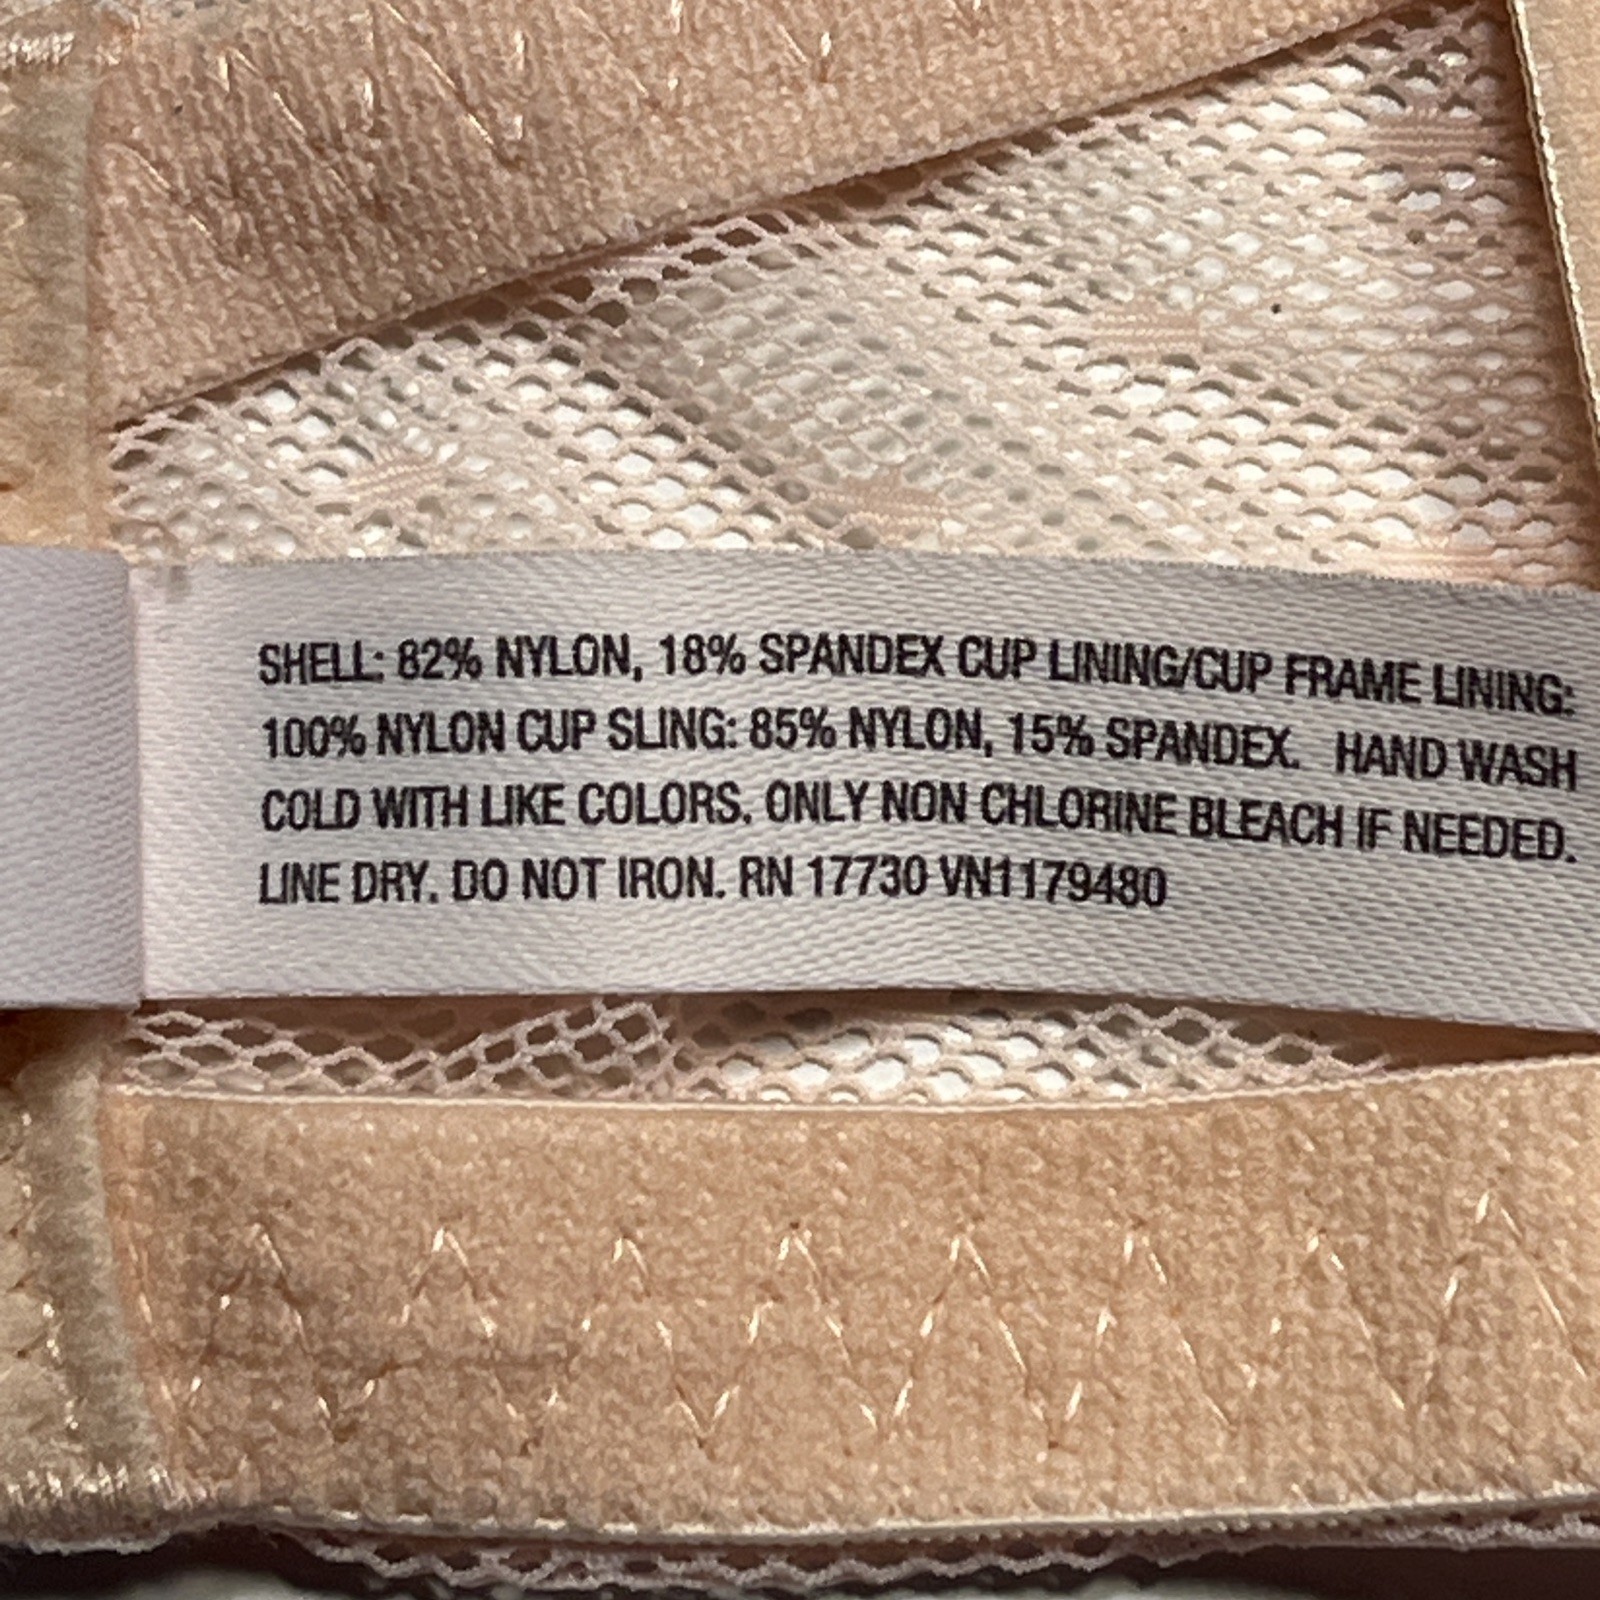 SHELL: 82% NYLON, 18% SPANDEX CUP LINING/CUP FRAME LINING:
100% NYLON CUP SLING: 85% NYLON, 15% SPANDEX. HAND WASH
COLD WITH LIKE COLORS. ONLY NON CHLORINE BLEACH IF NEEDED.
LINE DRY. DO NOT IRON. RN 17730 VN1179480